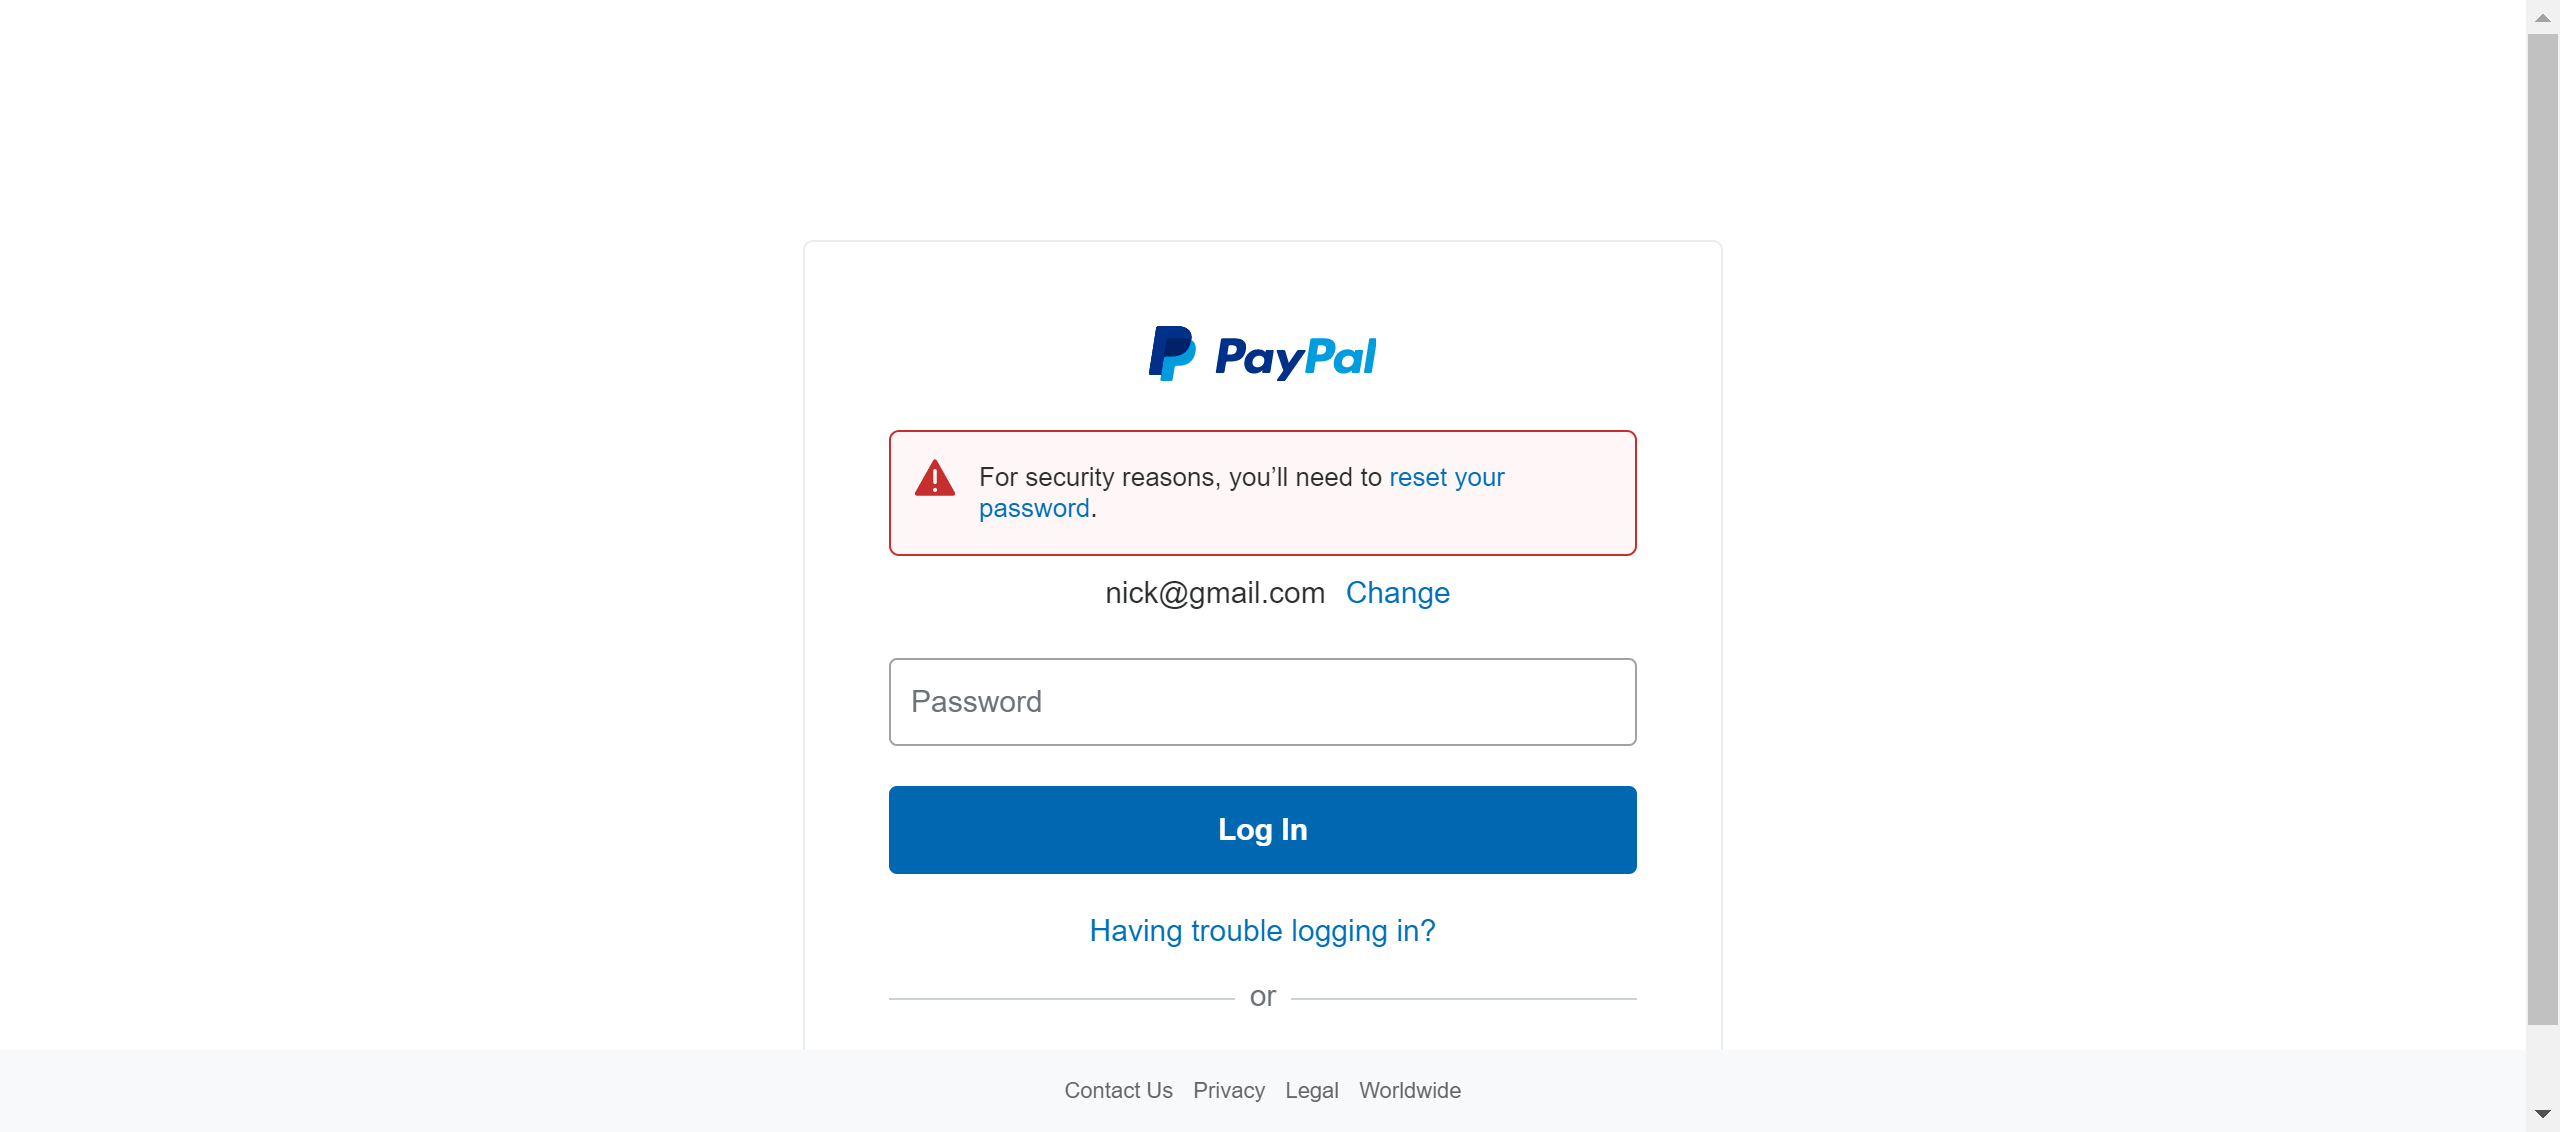 PayPal
For security reasons, you’ll need to reset your
password.
nick@gmail.com Change
Password
Log In
Having trouble logging in?
or
Contact Us Privacy Legal Worldwide